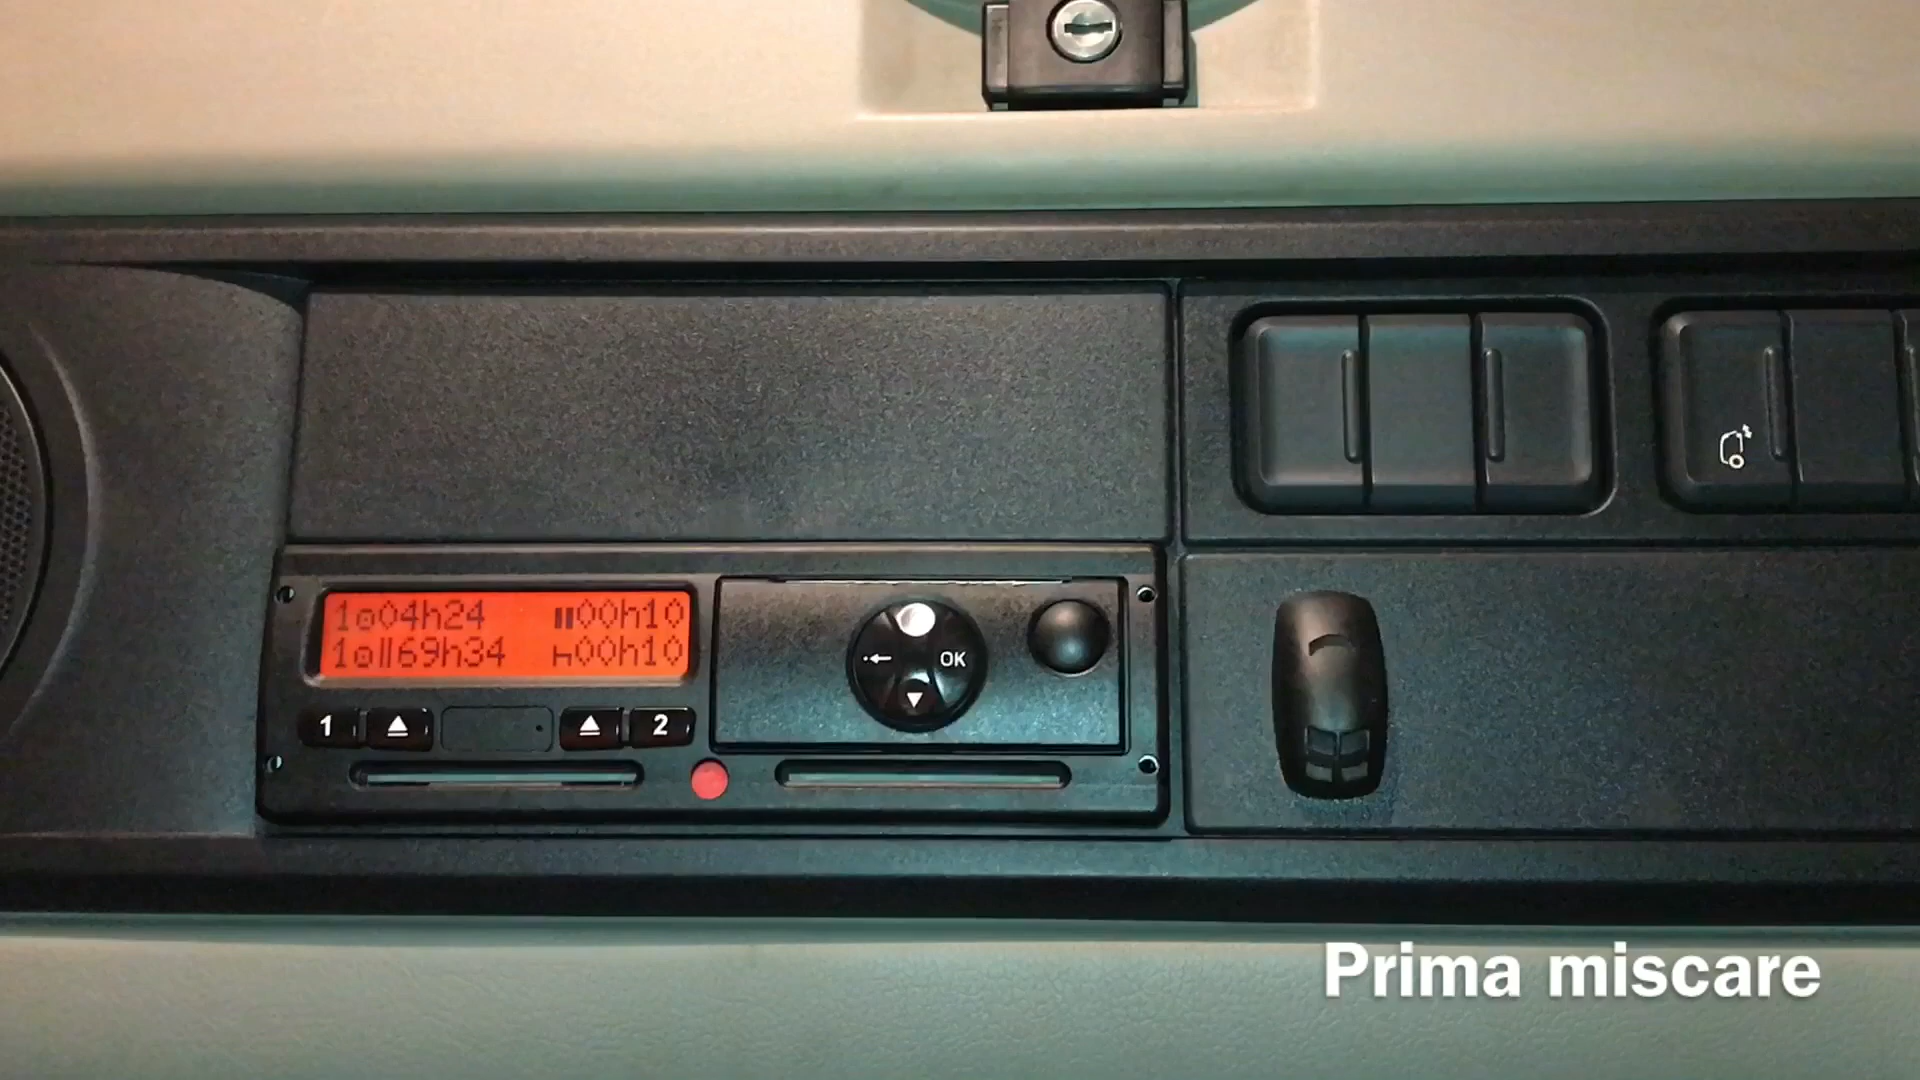 1 04h24 00h10
1 69h34 00h10
OK
1 2
Prima miscare